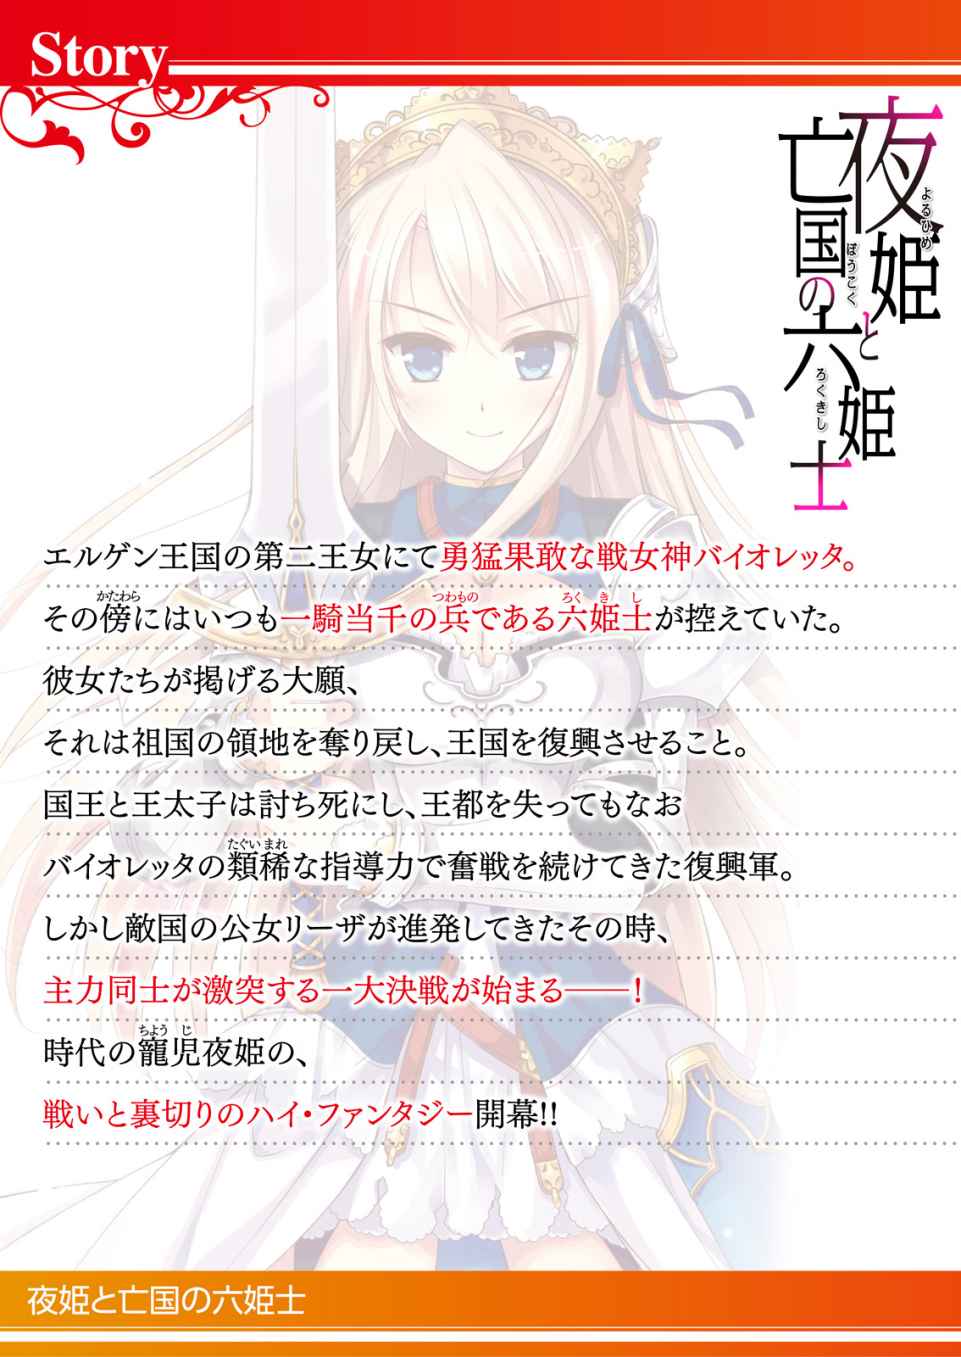 Story
夜姫と
亡国の六姫士
よるひめ
ぼうこく
ろくきし
エルゲン王国の第二王女にて勇猛果敢な戦女神バイオレッタ。
かたわら
つわもの
ろくきし
その傍にはいつも一騎当千の兵である六姫士が控えていた。
彼女たちが掲げる大願、
それは祖国の領地を奪り戻し、王国を復興させること。
国王と王太子は討ち死にし、王都を失ってもなお
たぐいまれ
バイオレッタの類稀な指導力で奮戦を続けてきた復興軍。
しかし敵国の公女リーザが進発してきたその時、
主力同士が激突する一大決戦が始まる――！
ちょうじ
時代の寵児夜姫の、
戦いと裏切りのハイ・ファンタジー開幕!!
夜姫と亡国の六姫士